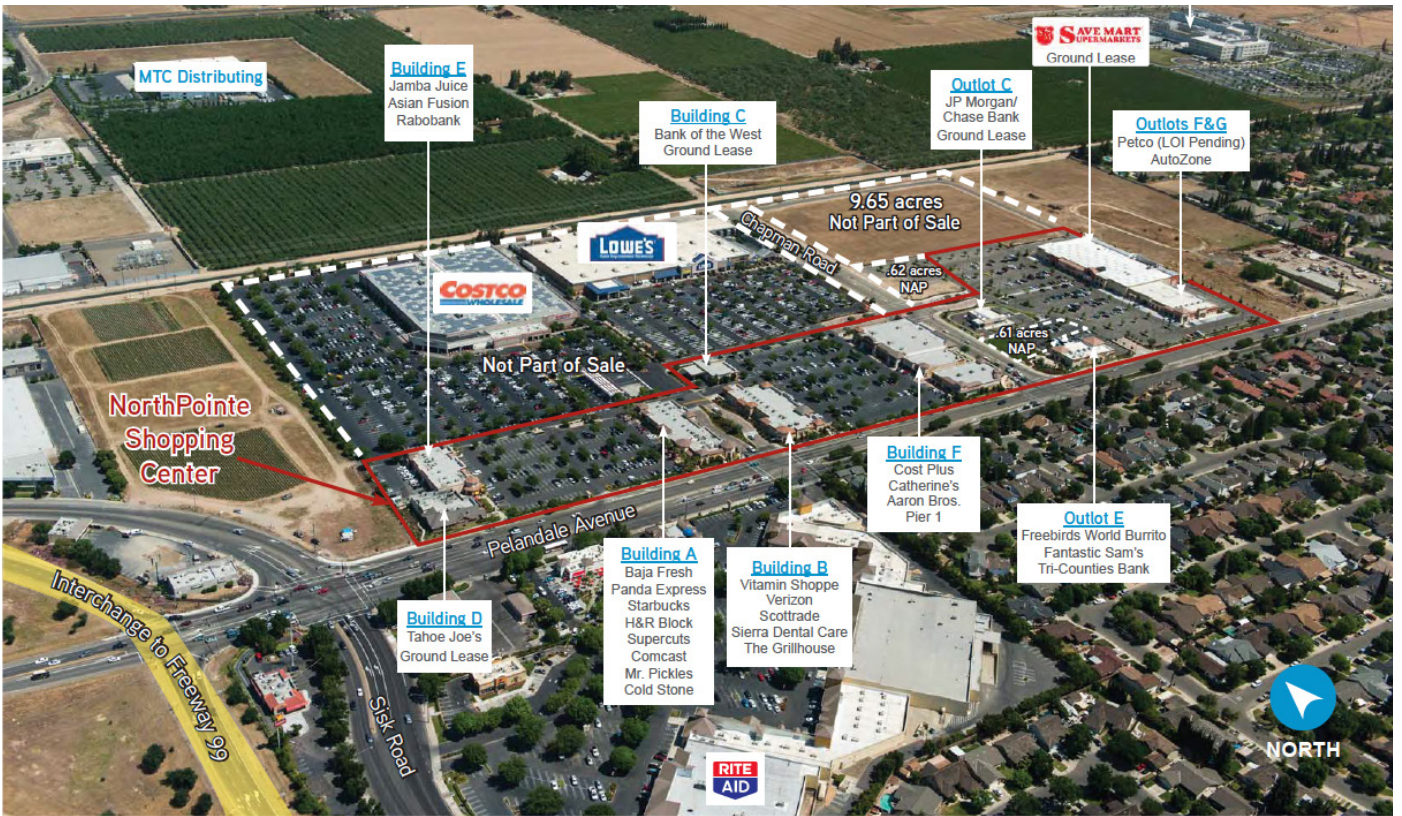 MTC Distributing
Building E
Jamba Juice
Asian Fusion
Rabobank
Building C
Bank of the West
Ground Lease
Outlot C
JP Morgan/
Chase Bank
Ground Lease
SAVE MART
SUPERMARKETS
Ground Lease
Outlots F&G
Petco (LOI Pending)
AutoZone
9.65 acres
Not Part of Sale
Chapman Road
LOWE'S
COSTCO
WHOLESALE
.62 acres
NAP
.61 acres
NAP
Not Part of Sale
NorthPointe
Shopping
Center
Pelandale Avenue
Interchange to Freeway 99
Sisk Road
Building D
Tahoe Joe's
Ground Lease
Building A
Baja Fresh
Panda Express
Starbucks
H&R Block
Supercuts
Comcast
Mr. Pickles
Cold Stone
Building B
Vitamin Shoppe
Verizon
Scottrade
Sierra Dental Care
The Grillhouse
Building F
Cost Plus
Catherine's
Aaron Bros.
Pier 1
Outlot E
Freebirds World Burrito
Fantastic Sam's
Tri-Counties Bank
RITE
AID
NORTH